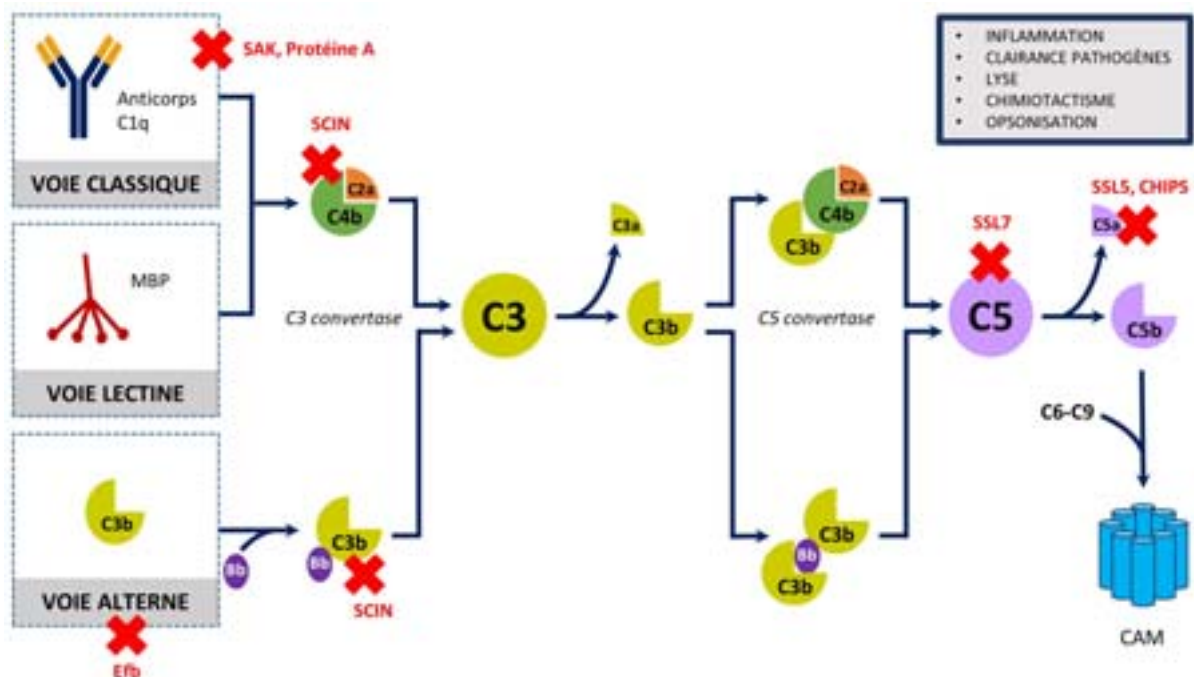 SAK, Protéine A
Anticorps
C1q
VOIE CLASSIQUE
MBP
VOIE LECTINE
C3b
VOIE ALTERNE
Efb
Bb
SCIN
C2a
C4b
C3 convertase
C3b
Bb
SCIN
C3
C3a
C3b
C2a
C4b
C3b
C5 convertase
C3b
Bb
C3b
• INFLAMMATION
• CLAIRANCE PATHOGÈNES
• LYSE
• CHIMIOTACTISME
• OPSONISATION
SSL7
C5
SSL5, CHIPS
C5a
C5b
C6-C9
CAM